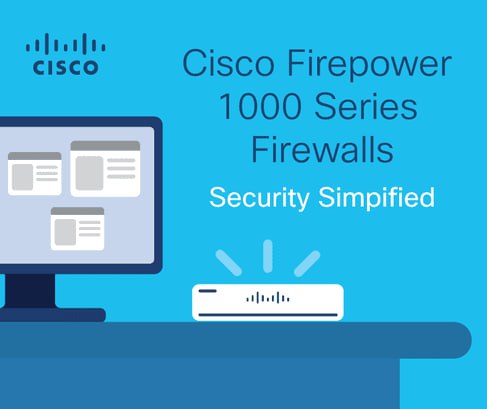 CISCO
Cisco Firepower
1000 Series
Firewalls
Security Simpified